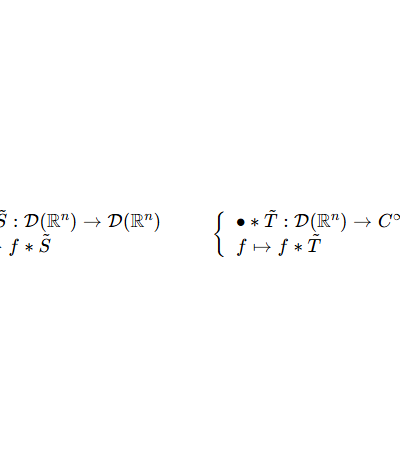 S̃ : 𝒟(ℝⁿ) → 𝒟(ℝⁿ) { • ∗ T̃ : 𝒟(ℝⁿ) → C^∞
f ∗ S̃ f ↦ f ∗ T̃